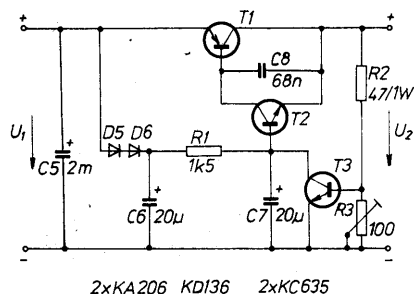 + T1 +
C8
68n
R2
47/1W
T2
U₁ U₂
D5 D6 R1
1k5
T3
+
C5 2m
+
C6 20µ
+
C7 20µ
R3
100
− −
2xKA206 KD136 2xKC635